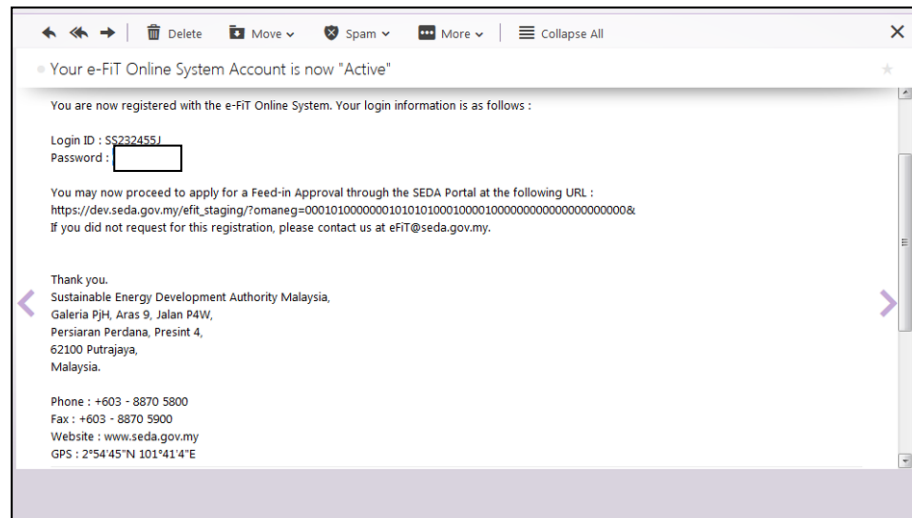 Delete Move Spam More Collapse All
Your e-FiT Online System Account is now "Active"
You are now registered with the e-FiT Online System. Your login information is as follows :
Login ID : SS232455J
Password :
You may now proceed to apply for a Feed-in Approval through the SEDA Portal at the following URL :
https://dev.seda.gov.my/efit_staging/?omaneg=
If you did not request for this registration, please contact us at eFiT@seda.gov.my.
Thank you.
Sustainable Energy Development Authority Malaysia,
Galeria PjH, Aras 9, Jalan P4W,
Persiaran Perdana, Presint 4,
62100 Putrajaya,
Malaysia.
Phone : +603 - 8870 5800
Fax : +603 - 8870 5900
Website : www.seda.gov.my
GPS : 2°54'45"N 101°41'4"E